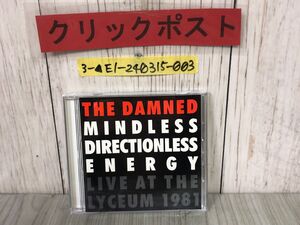 クリックポスト
3-▲E1-240315-003
THE DAMNED
MINDLESS
DIRECTIONLESS
ENERGY
LIVE AT THE
LYCEUM 1981